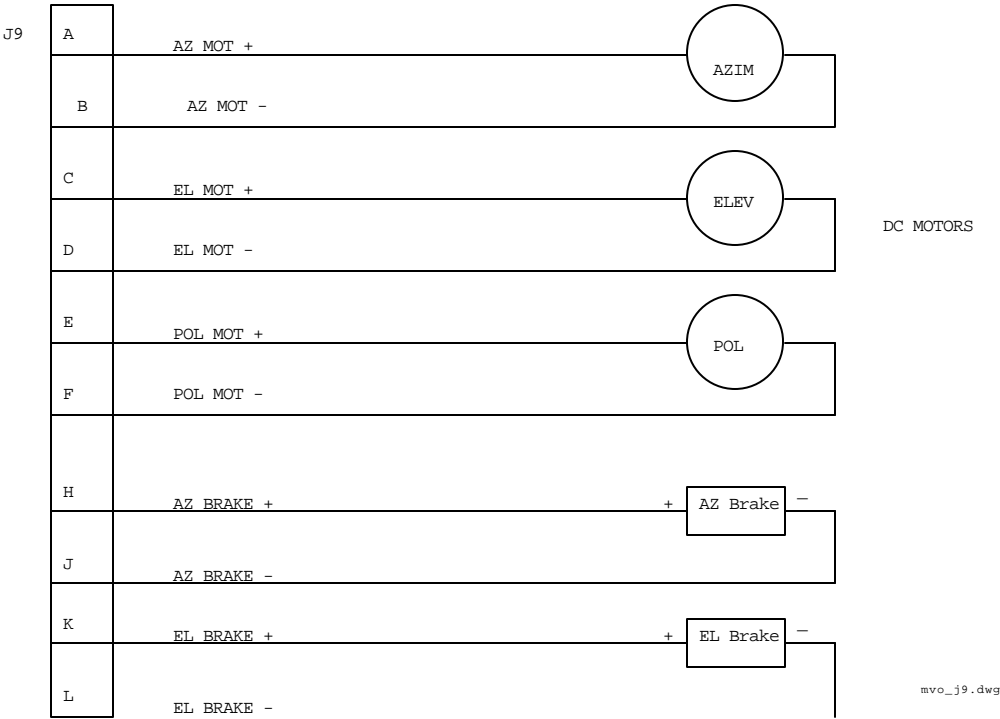 J9
A
AZ MOT +
AZIM
B
AZ MOT -
C
EL MOT +
ELEV
DC MOTORS
D
EL MOT -
E
POL MOT +
POL
F
POL MOT -
H
AZ BRAKE +
+
AZ Brake
—
J
AZ BRAKE -
K
EL BRAKE +
+
EL Brake
—
L
EL BRAKE -
mvo_j9.dwg